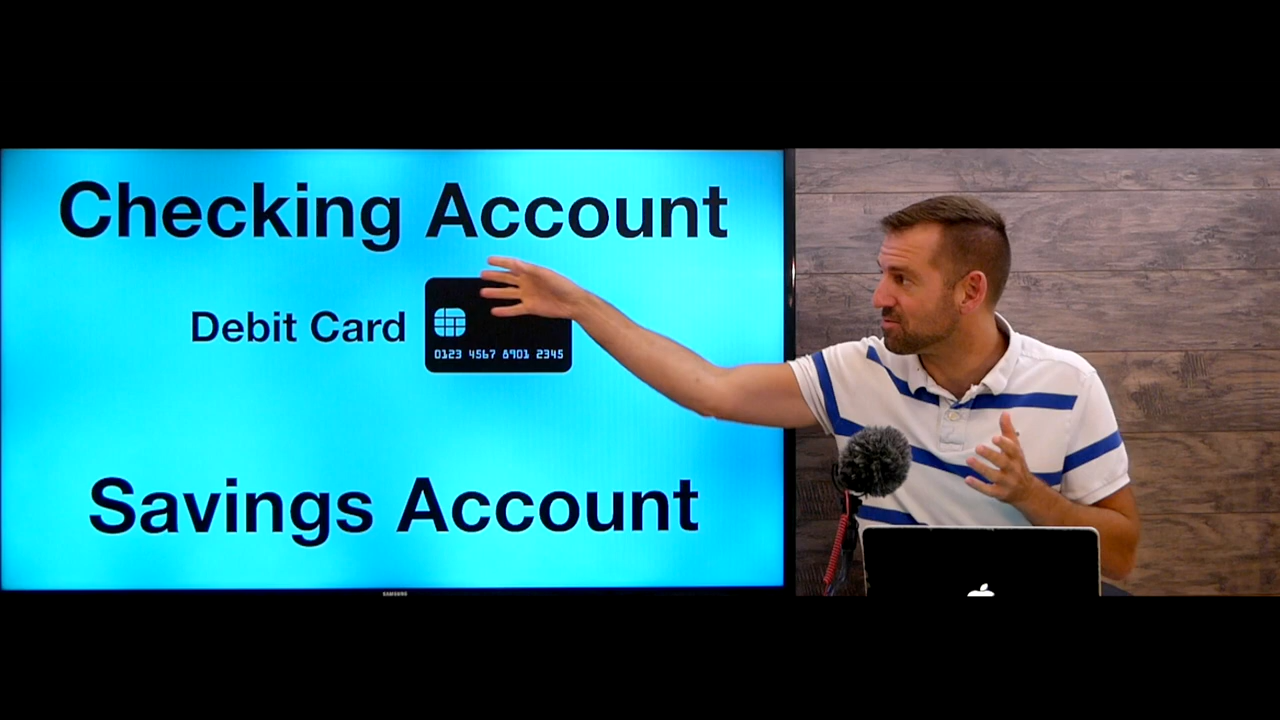 Checking Account
Debit Card
0123 4567 8901 2345
Savings Account
SAMSUNG